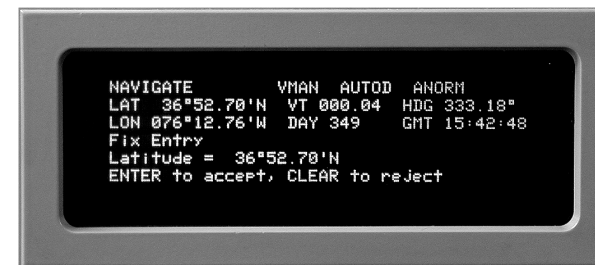 NAVIGATE VMAN AUTOD ANORM
LAT 36°52.70'N VT 000.04 HDG 333.18°
LON 076°12.76'W DAY 349 GMT 15:42:48
Fix Entry
Latitude = 36°52.70'N
ENTER to accept, CLEAR to reject